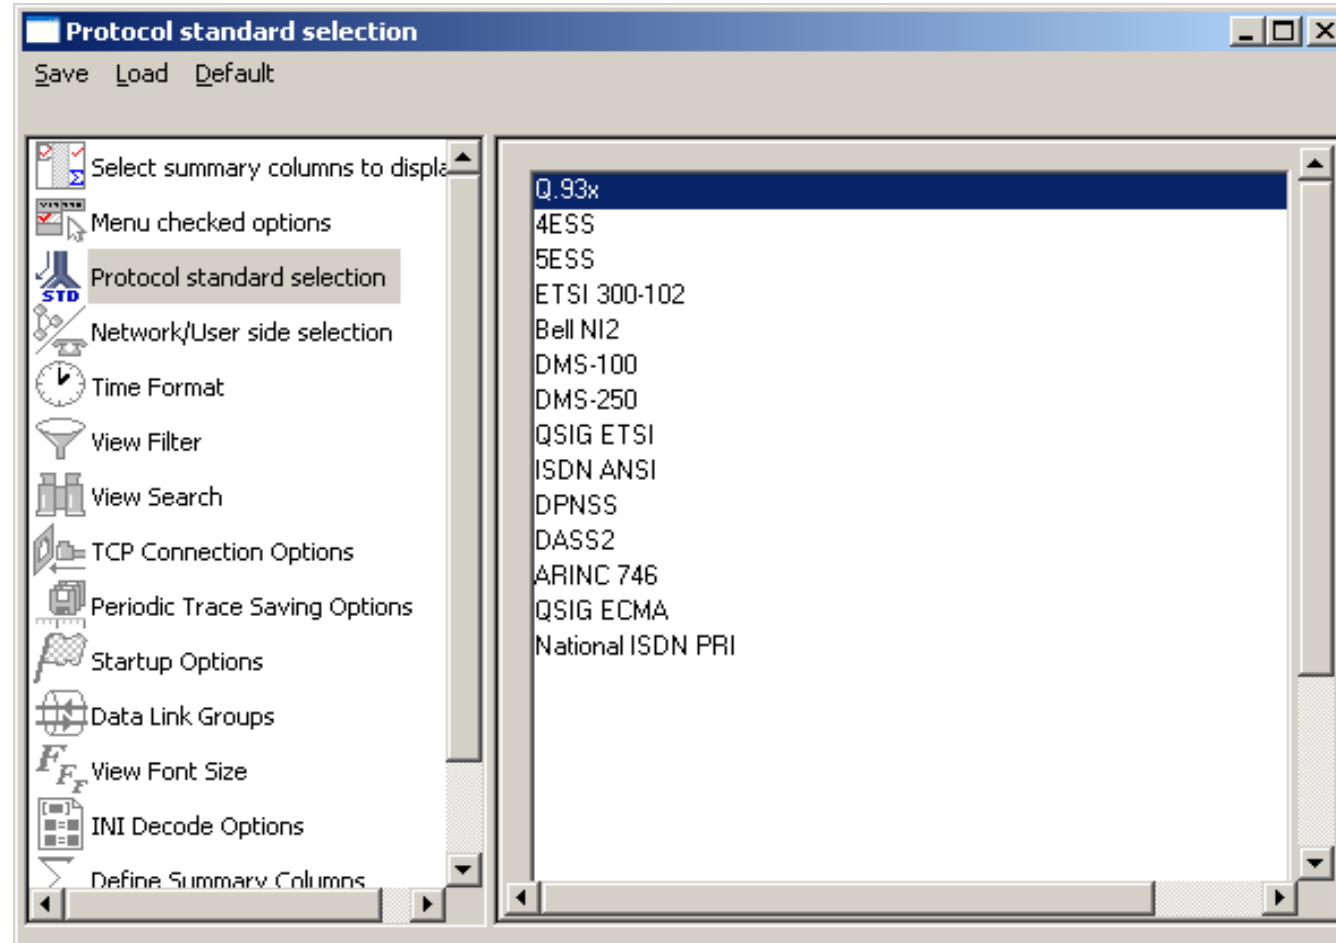 Protocol standard selection
Save Load Default
Select summary columns to displa
Menu checked options
STD
Protocol standard selection
Network/User side selection
Time Format
View Filter
View Search
TCP Connection Options
Periodic Trace Saving Options
Startup Options
Data Link Groups
FFF View Font Size
INI Decode Options
Define Summary Columns
Q.93x
4ESS
5ESS
ETSI 300-102
Bell NI2
DMS-100
DMS-250
QSIG ETSI
ISDN ANSI
DPNSS
DASS2
ARINC 746
QSIG ECMA
National ISDN PRI